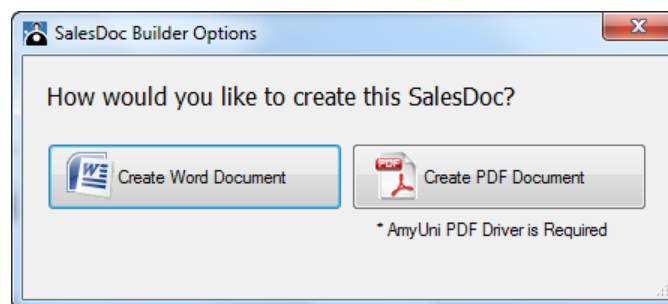 SalesDoc Builder Options
How would you like to create this SalesDoc?
Create Word Document
PDF
Create PDF Document
* AmyUni PDF Driver is Required